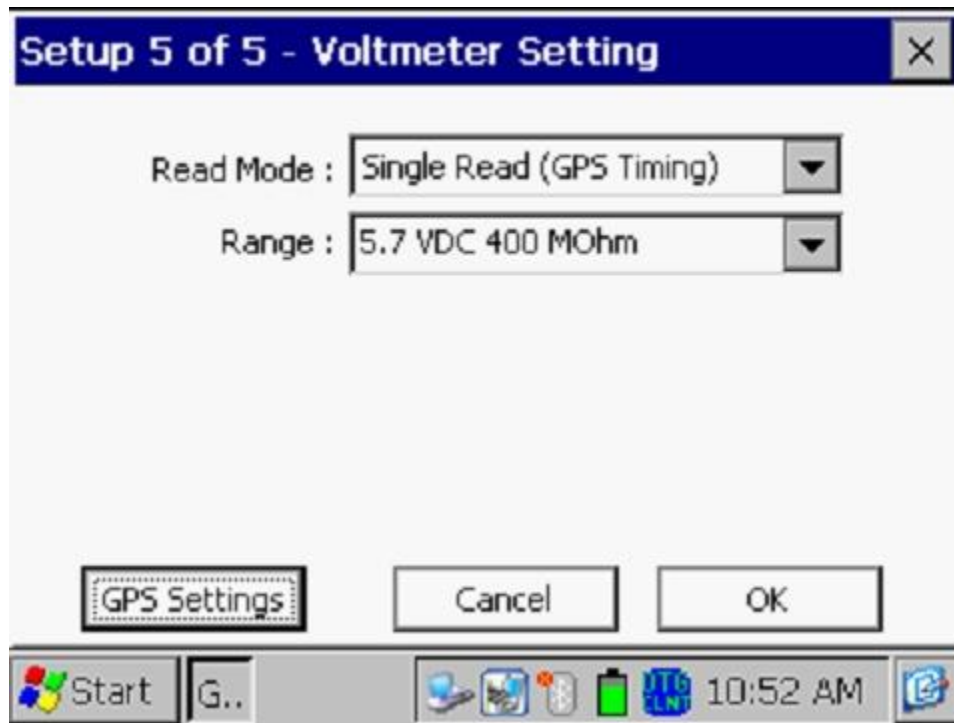 Setup 5 of 5 - Voltmeter Setting
Read Mode : Single Read (GPS Timing)
Range : 5.7 VDC 400 MOhm
GPS Settings Cancel OK
Start G.. 10:52 AM